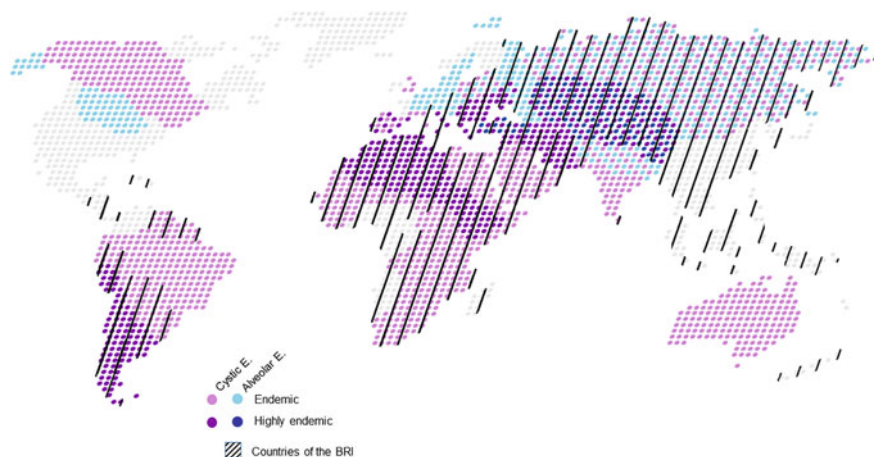 Cystic E.
Alveolar E.
Endemic
Highly endemic
Countries of the BRI